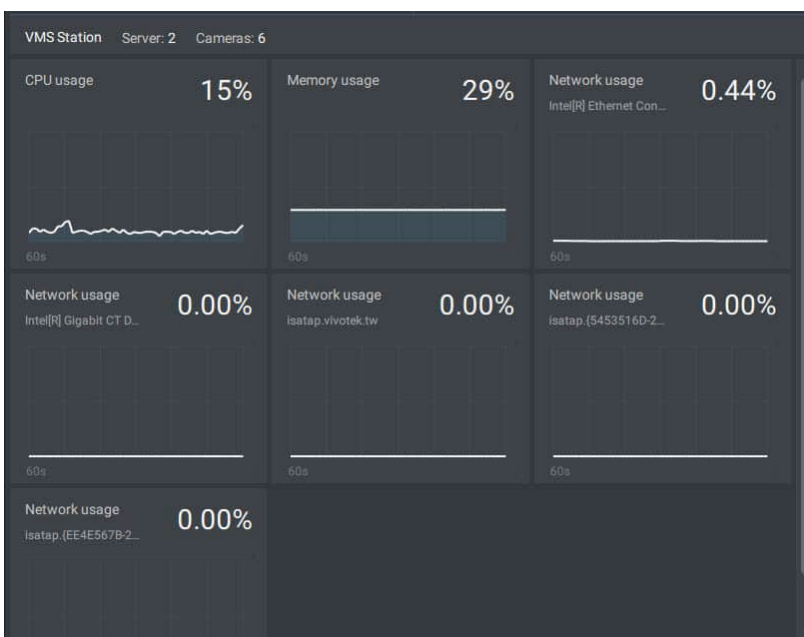 VMS Station Server: 2 Cameras: 6
CPU usage 15%
60s
Memory usage 29%
60s
Network usage 0.44%
Intel[R] Ethernet Con...
60s
Network usage 0.00%
Intel[R] Gigabit CT D...
60s
Network usage 0.00%
isatap.vivotek.tw
60s
Network usage 0.00%
isatap.{5453516D-2...
60s
Network usage 0.00%
isatap.{EE4E567B-2...